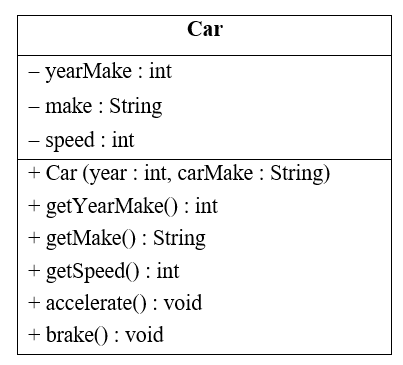 Car
– yearMake : int
– make : String
– speed : int
+ Car (year : int, carMake : String)
+ getYearMake() : int
+ getMake() : String
+ getSpeed() : int
+ accelerate() : void
+ brake() : void